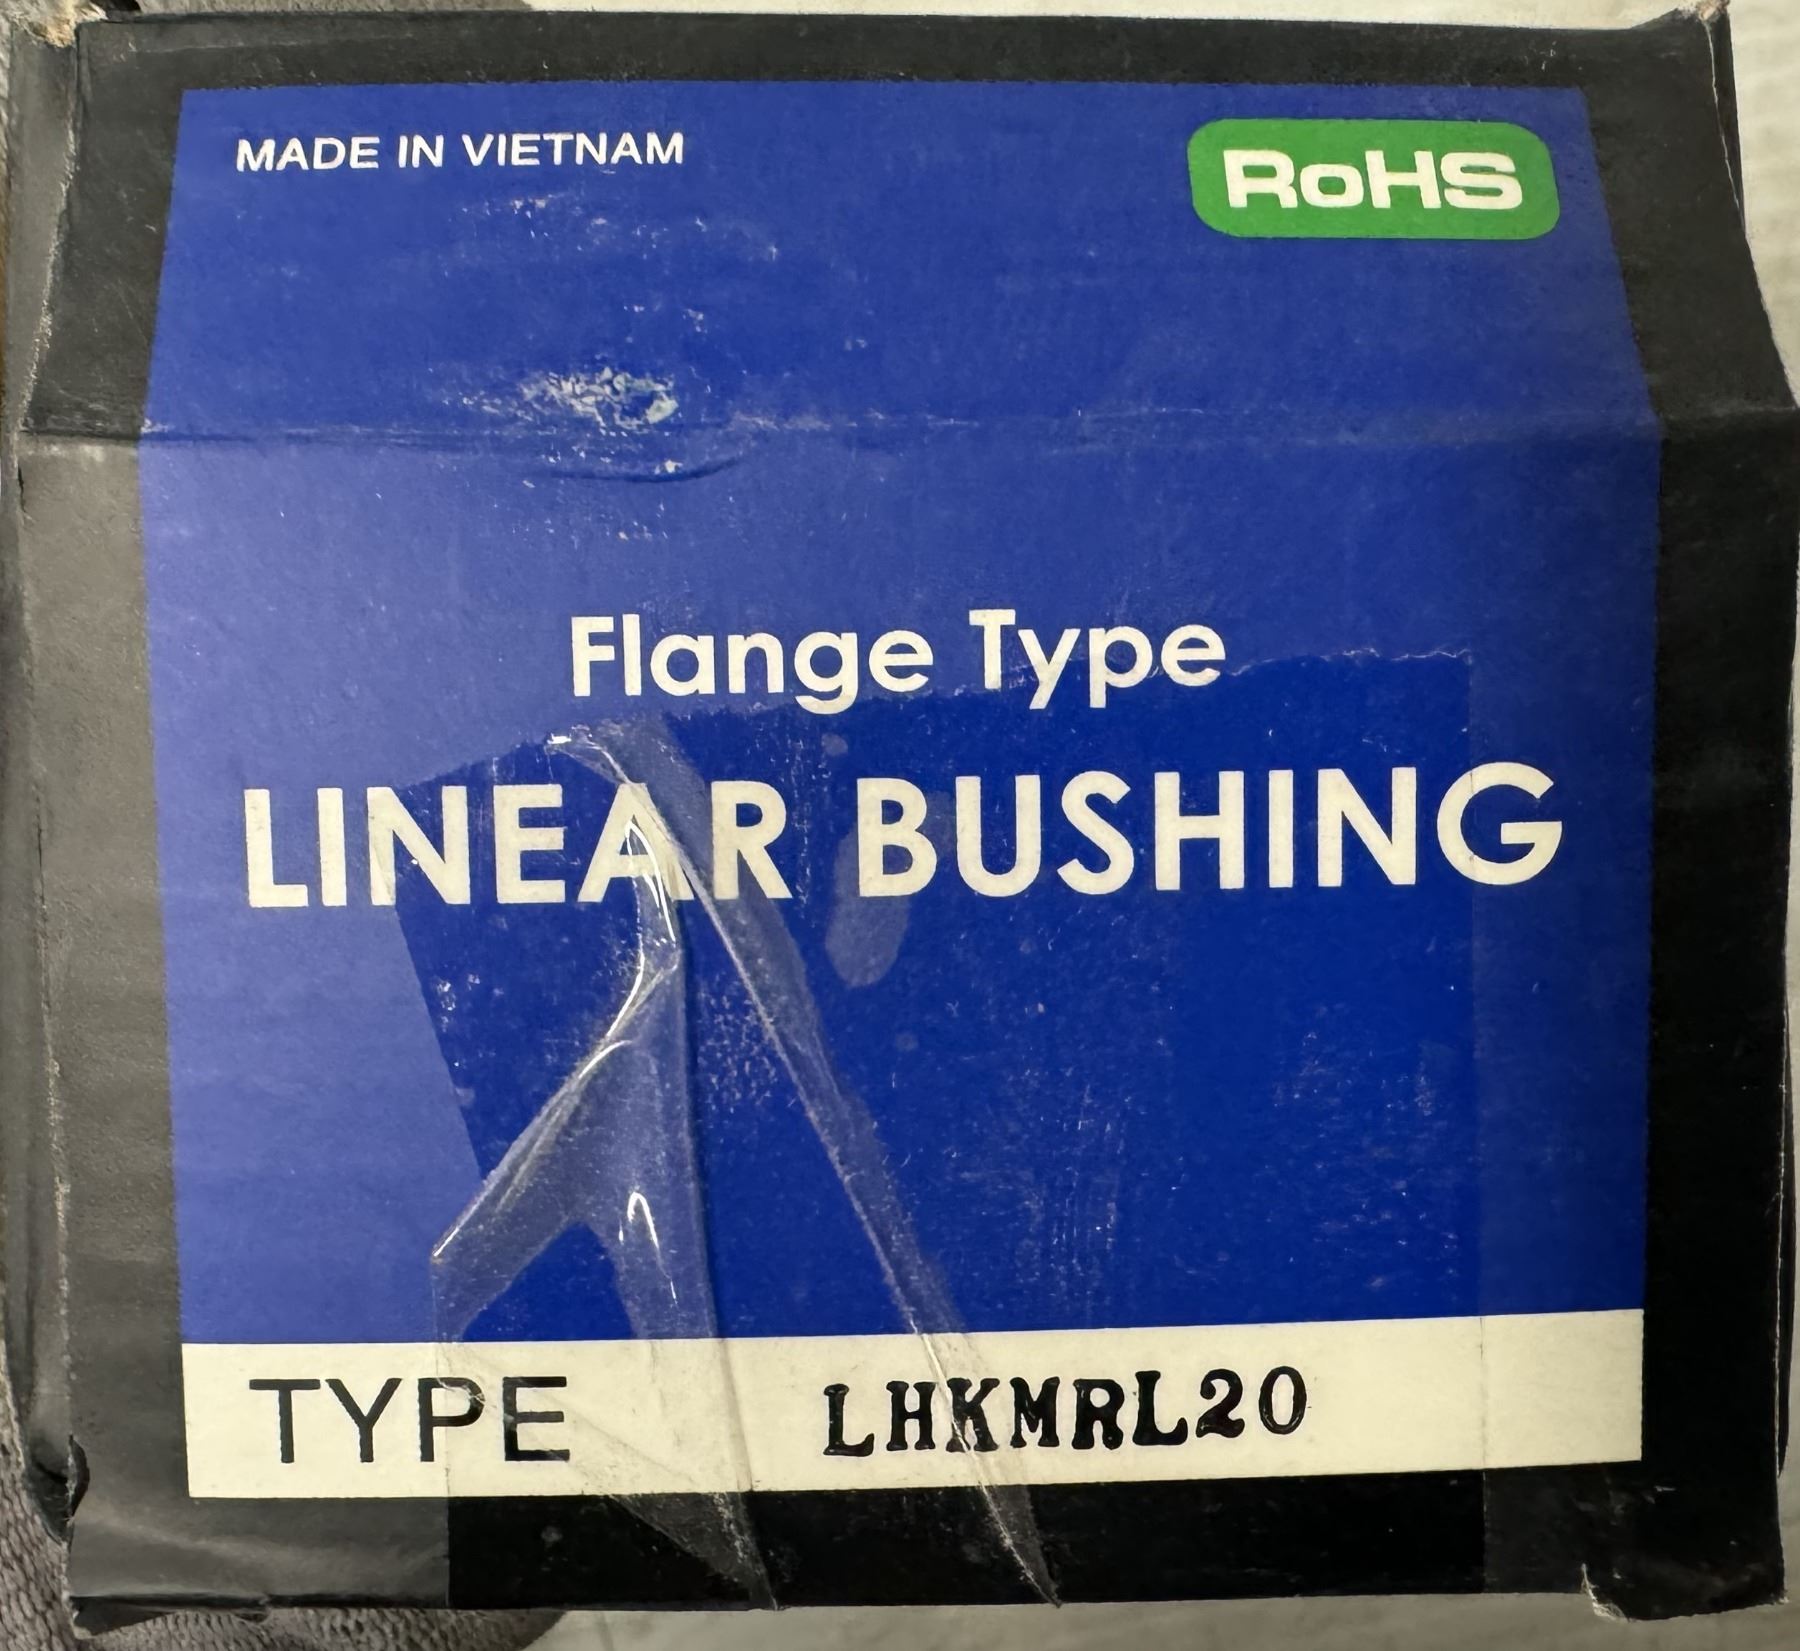 MADE IN VIETNAM
RoHS
Flange Type
LINEAR BUSHING
TYPE LHKMRL20